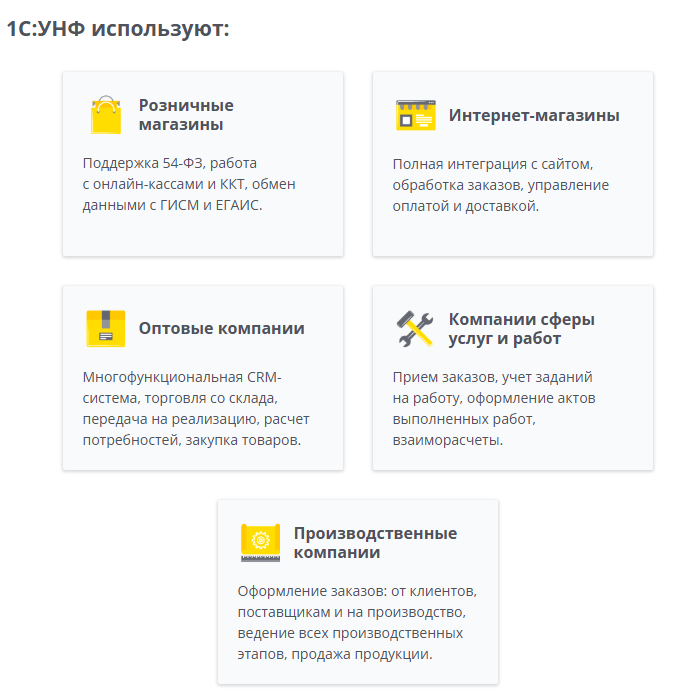 1С:УНФ используют:
Розничные
магазины
Поддержка 54-ФЗ, работа
с онлайн-кассами и ККТ, обмен
данными с ГИСМ и ЕГАИС.
Интернет-магазины
Полная интеграция с сайтом,
обработка заказов, управление
оплатой и доставкой.
Оптовые компании
Многофункциональная CRM-
система, торговля со склада,
передача на реализацию, расчет
потребностей, закупка товаров.
Компании сферы
услуг и работ
Прием заказов, учет заданий
на работу, оформление актов
выполненных работ,
взаиморасчеты.
Производственные
компании
Оформление заказов: от клиентов,
поставщикам и на производство,
ведение всех производственных
этапов, продажа продукции.